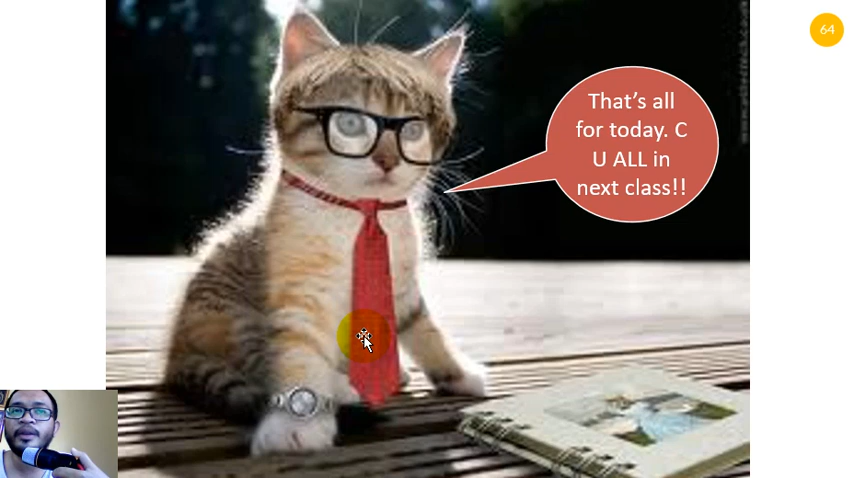 64
That’s all
for today. C
U ALL in
next class!!